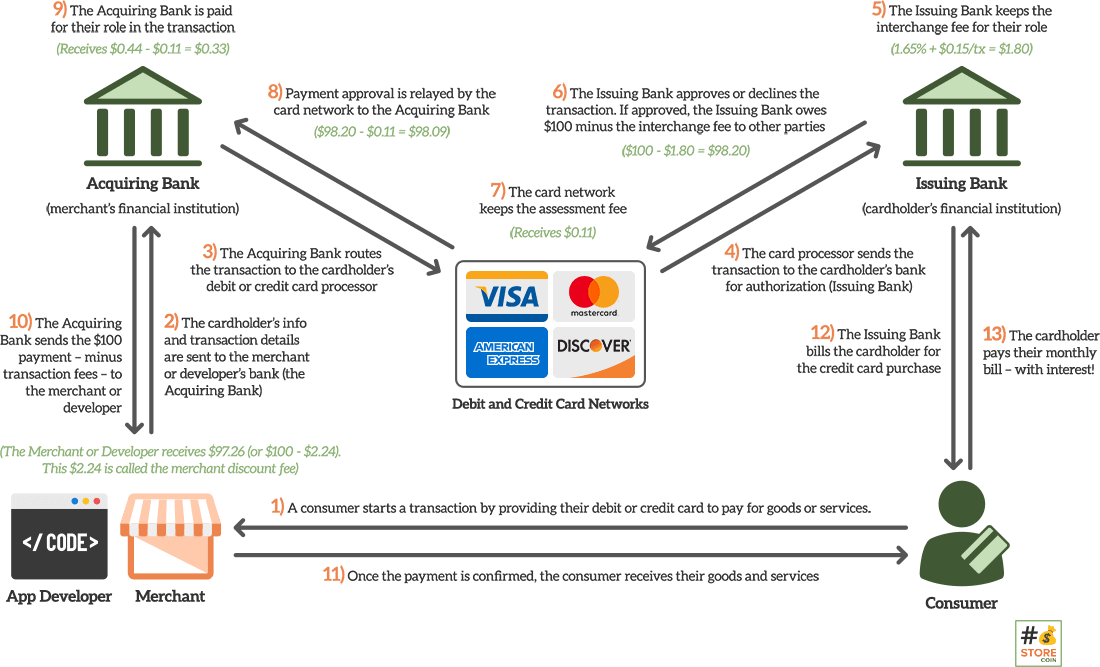 9) The Acquiring Bank is paid
for their role in the transaction
(Receives $0.44 - $0.11 = $0.33)
Acquiring Bank
(merchant's financial institution)
5) The Issuing Bank keeps the
interchange fee for their role
(1.65% + $0.15/tx = $1.80)
Issuing Bank
(cardholder's financial institution)
8) Payment approval is relayed by the
card network to the Acquiring Bank
($98.20 - $0.11 = $98.09)
6) The Issuing Bank approves or declines the
transaction. If approved, the Issuing Bank owes
$100 minus the interchange fee to other parties
($100 - $1.80 = $98.20)
7) The card network
keeps the assessment fee
(Receives $0.11)
3) The Acquiring Bank routes
the transaction to the cardholder's
debit or credit card processor
4) The card processor sends the
transaction to the cardholder's bank
for authorization (Issuing Bank)
VISA
mastercard
AMERICAN
EXPRESS
DISCOVER
Debit and Credit Card Networks
10) The Acquiring
Bank sends the $100
payment – minus
transaction fees – to
the merchant or
developer
2) The cardholder's info
and transaction details
are sent to the merchant
or developer's bank (the
Acquiring Bank)
12) The Issuing Bank
bills the cardholder for
the credit card purchase
13) The cardholder
pays their monthly
bill – with interest!
(The Merchant or Developer receives $97.26 (or $100 - $2.24).
This $2.24 is called the merchant discount fee)
</ CODE>
App Developer
Merchant
1) A consumer starts a transaction by providing their debit or credit card to pay for goods or services.
11) Once the payment is confirmed, the consumer receives their goods and services
Consumer
#$
STORE
COIN